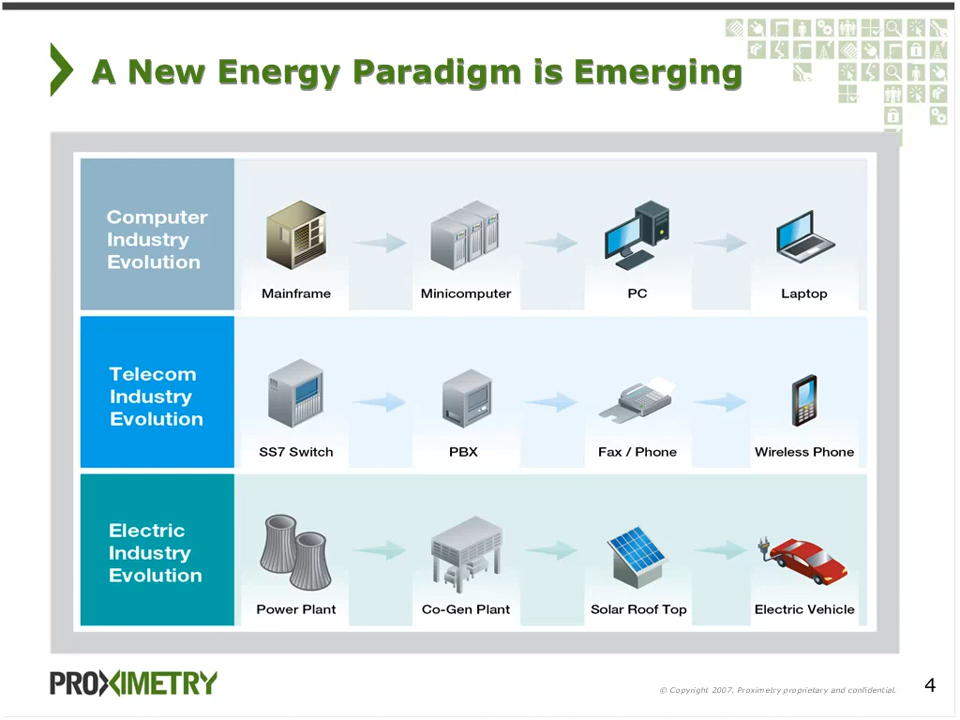 A New Energy Paradigm is Emerging
Computer
Industry
Evolution
Mainframe
Minicomputer
PC
Laptop
Telecom
Industry
Evolution
SS7 Switch
PBX
Fax / Phone
Wireless Phone
Electric
Industry
Evolution
Power Plant
Co-Gen Plant
Solar Roof Top
Electric Vehicle
PROXIMETRY
© Copyright 2007. Proximetry proprietary and confidential.
4